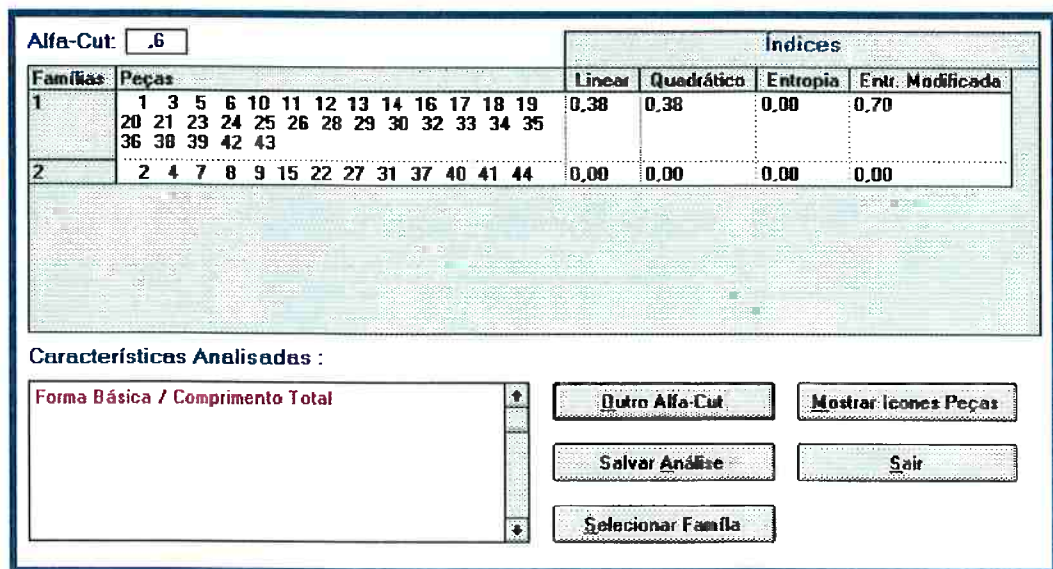 Alfa-Cut: ,6
Índices
Famílias Peças Linear Quadrático Entropia Entr. Modificada
1 1 3 5 6 10 11 12 13 14 16 17 18 19 0,38 0,38 0,00 0,70
20 21 23 24 25 26 28 29 30 32 33 34 35
36 38 39 42 43
2 2 4 7 8 9 15 22 27 31 37 40 41 44 0,00 0,00 0,00 0,00
Características Analisadas :
Forma Básica / Comprimento Total
Outro Alfa-Cut Mostrar Icones Peças
Salvar Análise Sair
Selecionar Famíla